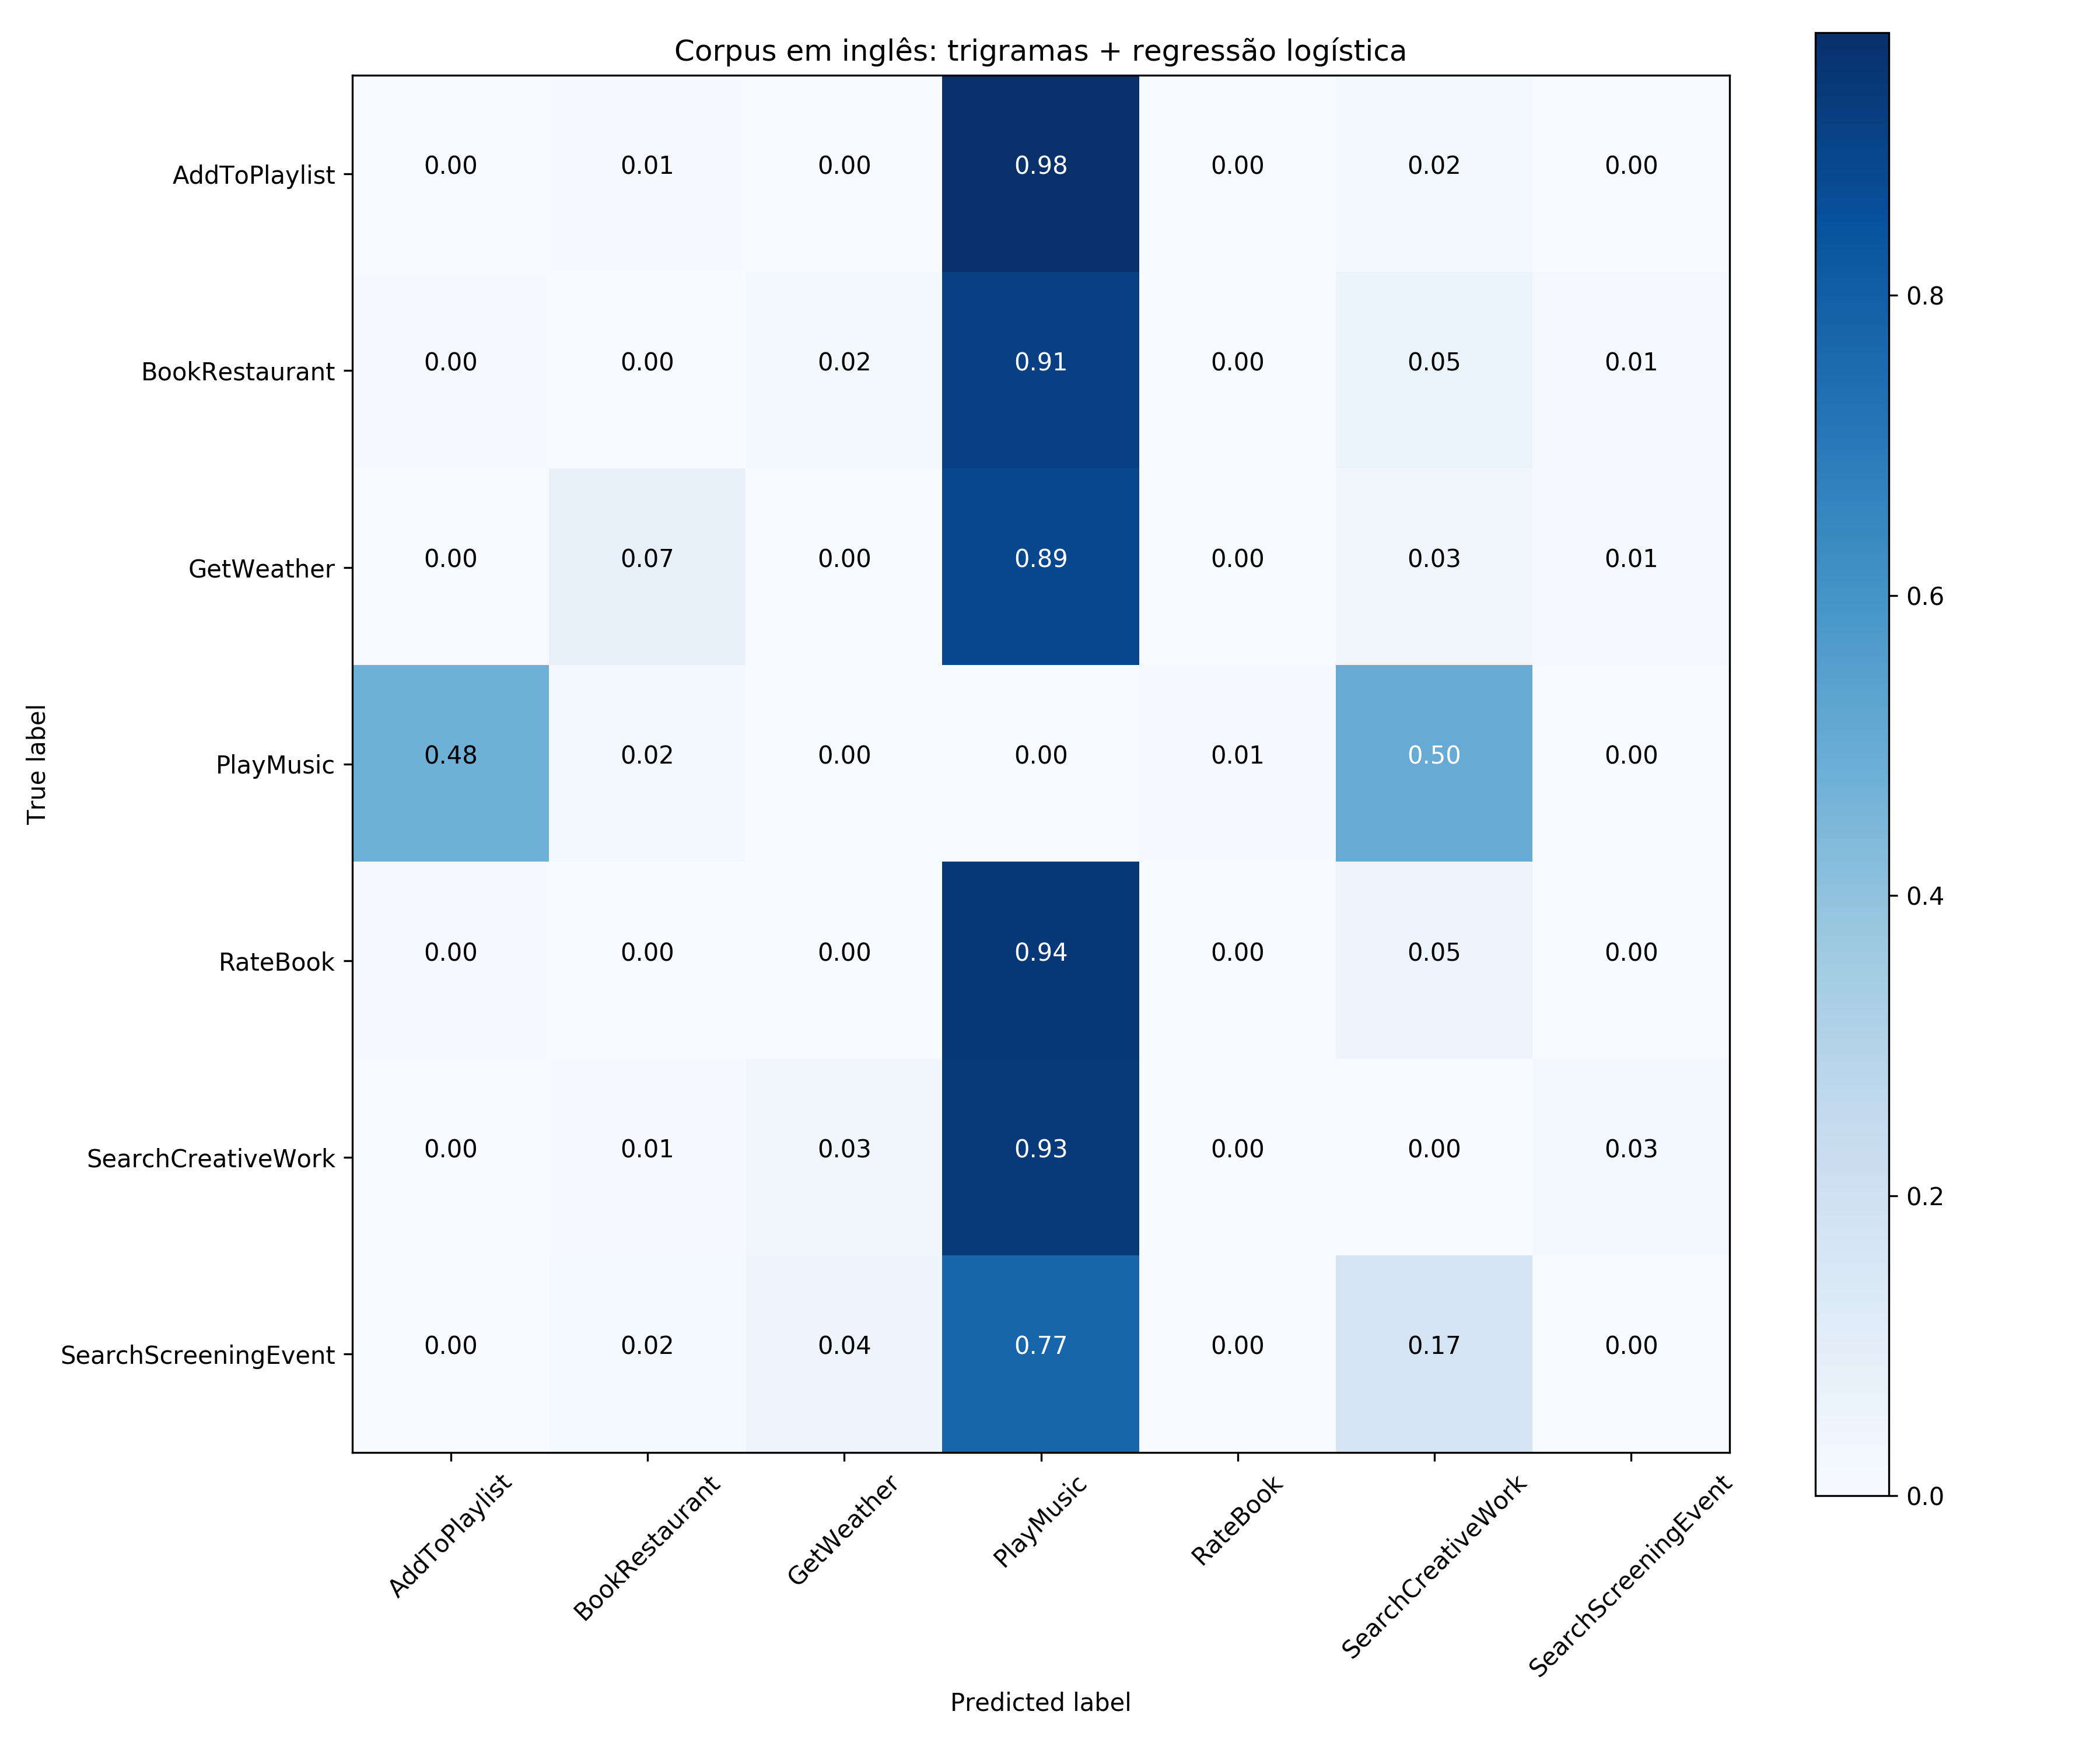 Corpus em inglês: trigramas + regressão logística
AddToPlaylist 0.00 0.01 0.00 0.98 0.00 0.02 0.00
BookRestaurant 0.00 0.00 0.02 0.91 0.00 0.05 0.01
GetWeather 0.00 0.07 0.00 0.89 0.00 0.03 0.01
PlayMusic 0.48 0.02 0.00 0.00 0.01 0.50 0.00
RateBook 0.00 0.00 0.00 0.94 0.00 0.05 0.00
SearchCreativeWork 0.00 0.01 0.03 0.93 0.00 0.00 0.03
SearchScreeningEvent 0.00 0.02 0.04 0.77 0.00 0.17 0.00
True label
AddToPlaylist BookRestaurant GetWeather PlayMusic RateBook SearchCreativeWork SearchScreeningEvent
Predicted label
0.8
0.6
0.4
0.2
0.0